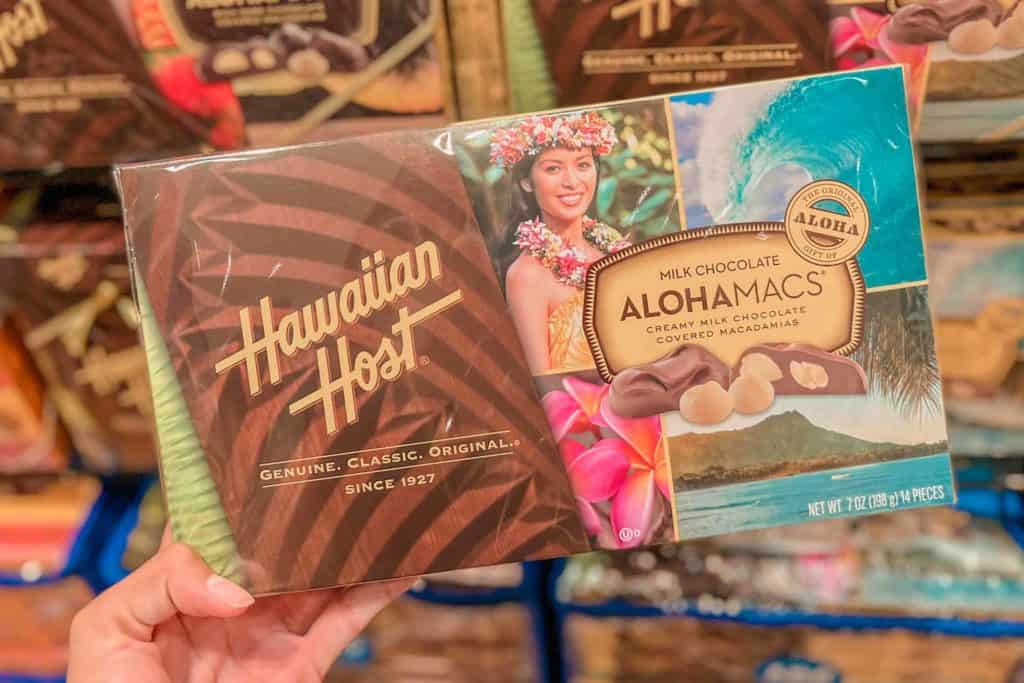 GENUINE. CLASSIC. ORIGINAL.
SINCE 1927
Hawaiian
Host®
GENUINE. CLASSIC. ORIGINAL.®
SINCE 1927
THE ORIGINAL
ALOHA
GIFT OF
MILK CHOCOLATE
ALOHAMACS®
CREAMY MILK CHOCOLATE
COVERED MACADAMIAS
NET WT 7 OZ (198 g) 14 PIECES
U D